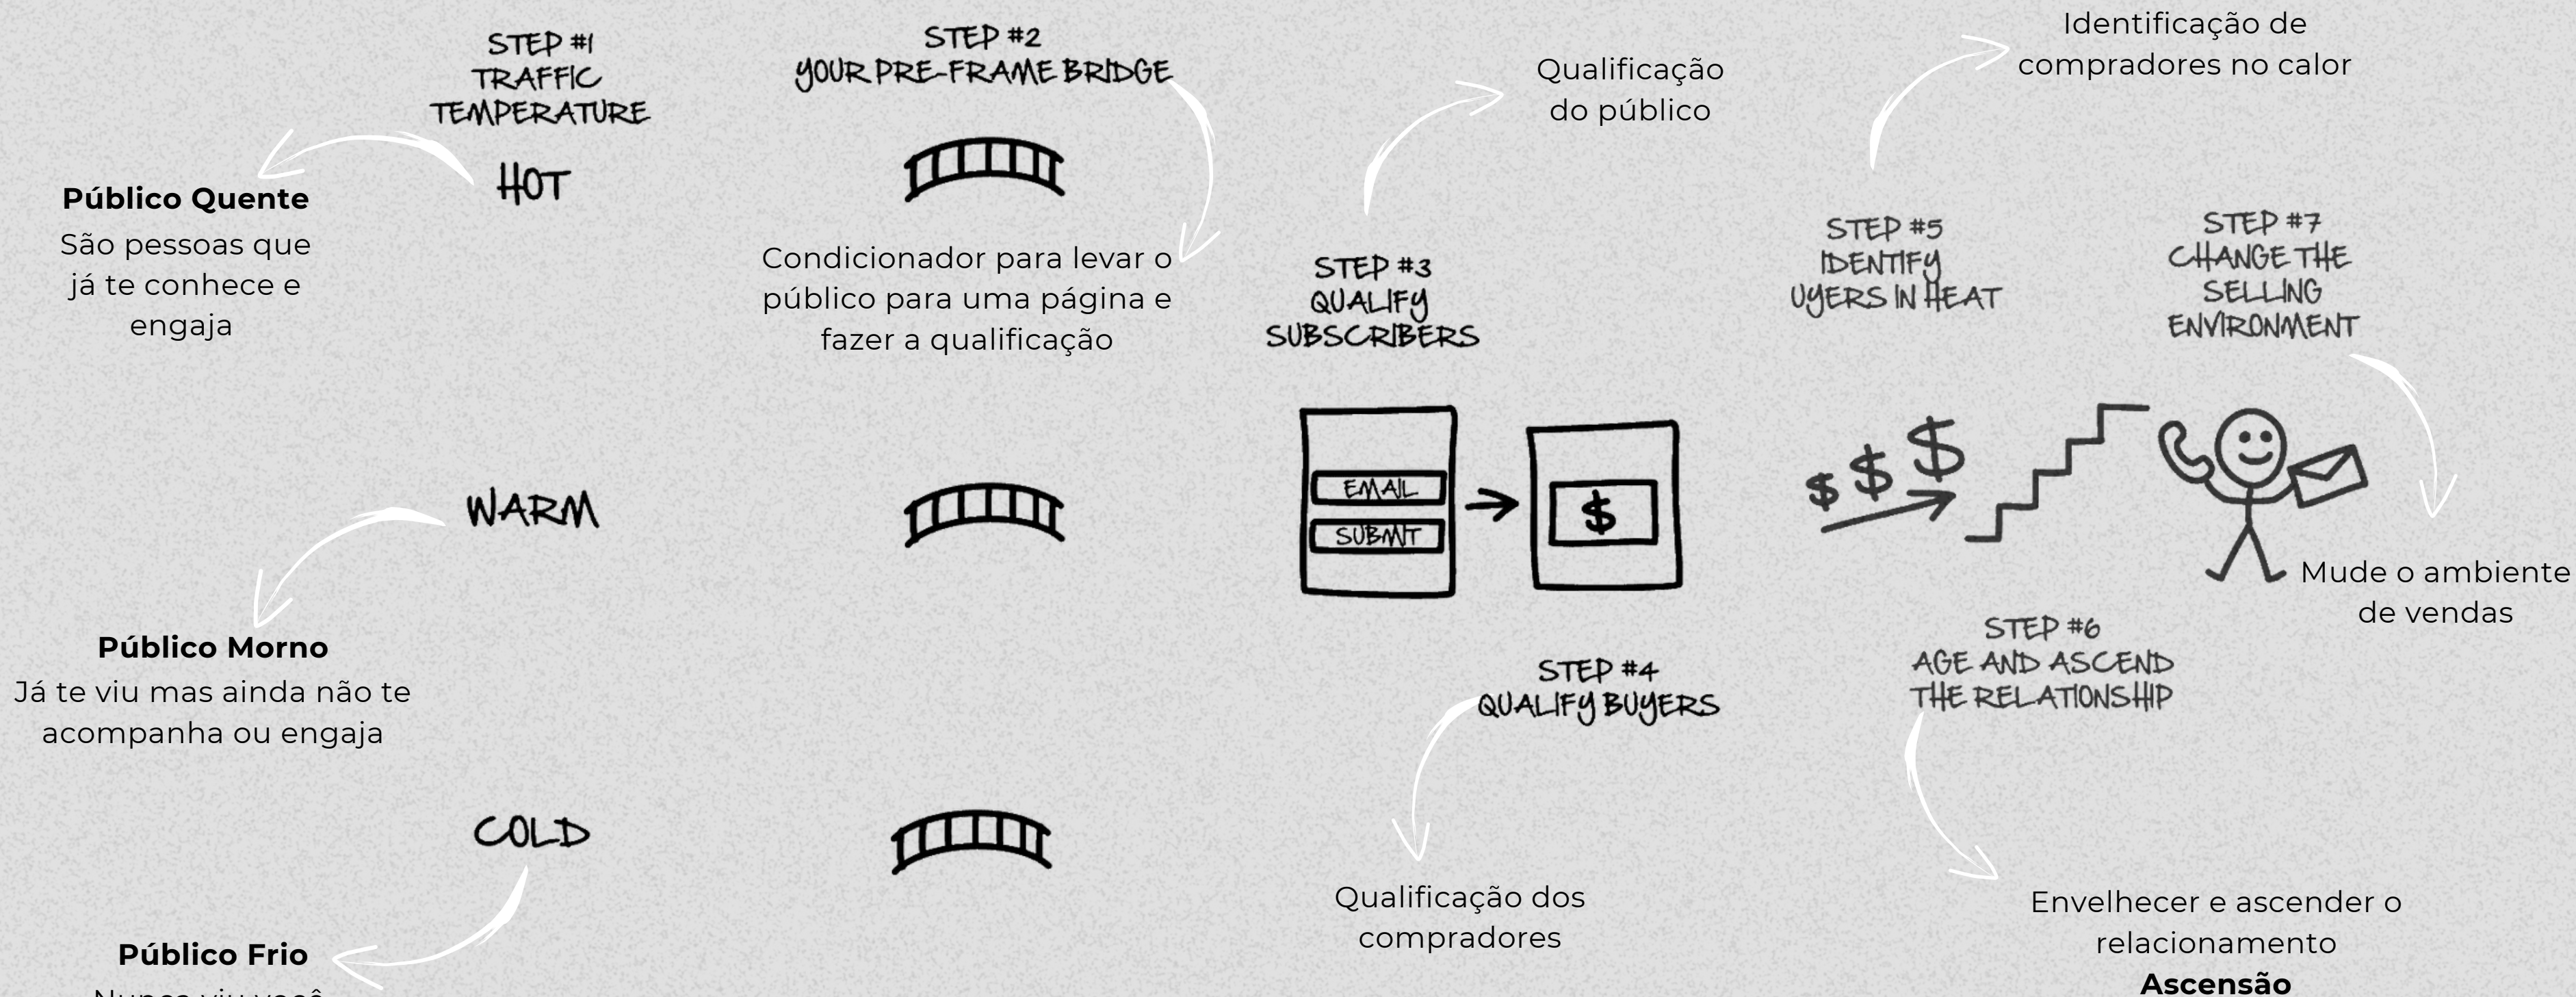 STEP #1
TRAFFIC
TEMPERATURE
HOT
Público Quente
São pessoas que
já te conhece e
engaja
WARM
Público Morno
Já te viu mas ainda não te
acompanha ou engaja
COLD
Público Frio
Nunca viu você
STEP #2
YOUR PRE-FRAME BRIDGE
Condicionador para levar o
público para uma página e
fazer a qualificação
Qualificação
do público
STEP #3
QUALIFY
SUBSCRIBERS
EMAIL
SUBMIT
$
STEP #4
QUALIFY BUYERS
Qualificação dos
compradores
Identificação de
compradores no calor
STEP #5
IDENTIFY
UYERS IN HEAT
$ $ $
STEP #6
AGE AND ASCEND
THE RELATIONSHIP
Envelhecer e ascender o
relacionamento
Ascensão
STEP #7
CHANGE THE
SELLING
ENVIRONMENT
Mude o ambiente
de vendas